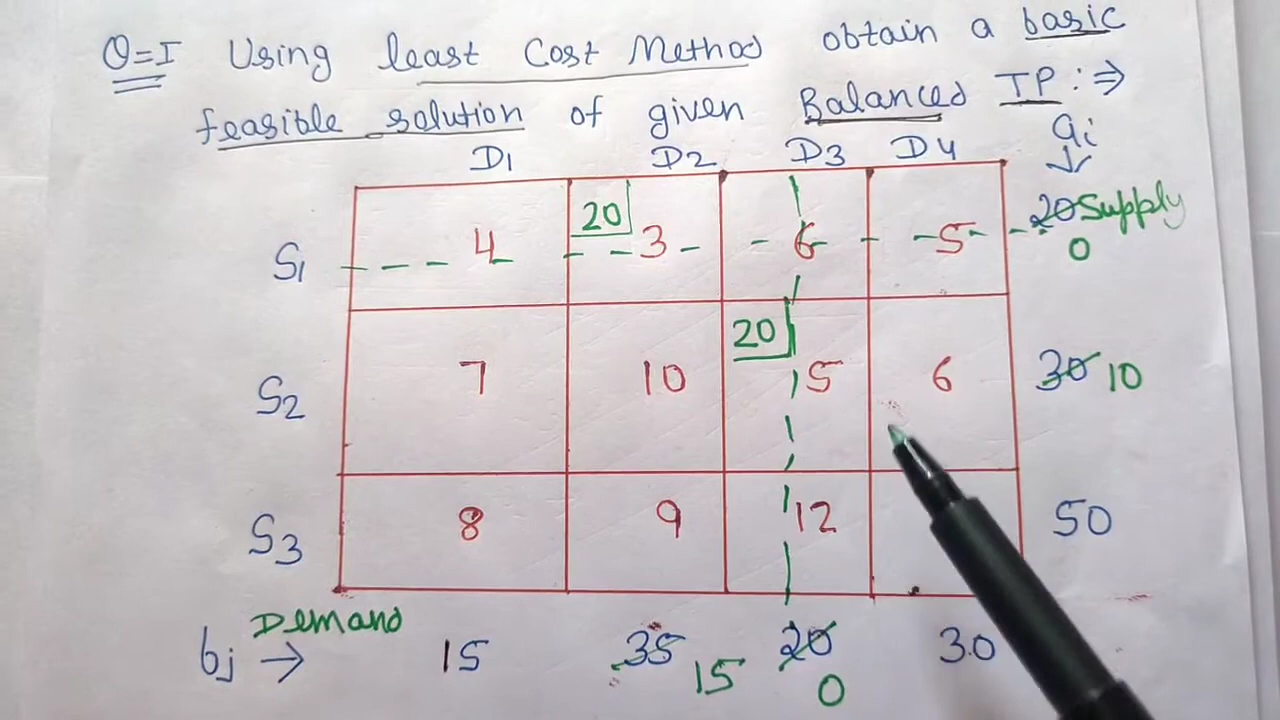 Q=I Using least Cost Method obtain a basic
feasible solution of given Balanced TP :⇒
ai
↓
D1 D2 D3 D4
S1 4 20 3 6 5 20 Supply
0
S2 7 10 20 5 6 30 10
S3 8 9 12 50
Demand
bj → 15 35 15 20 0 30